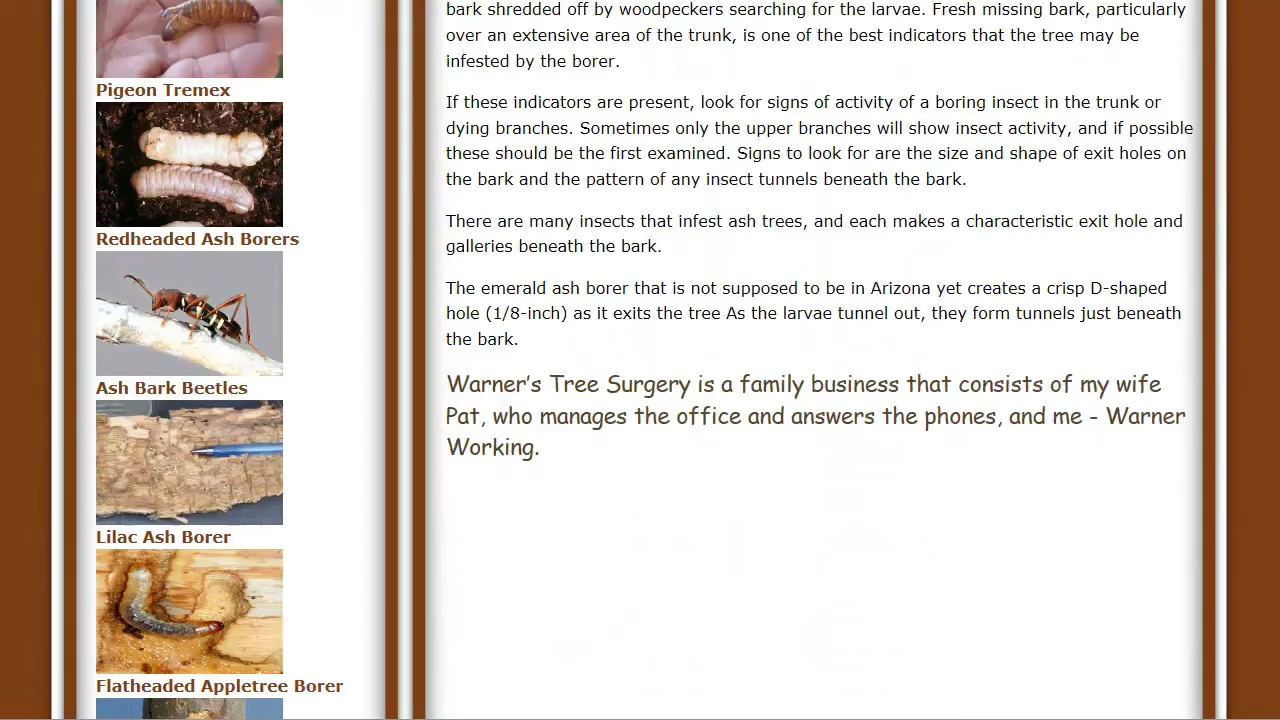 Pigeon Tremex
Redheaded Ash Borers
Ash Bark Beetles
Lilac Ash Borer
Flatheaded Appletree Borer
bark shredded off by woodpeckers searching for the larvae. Fresh missing bark, particularly
over an extensive area of the trunk, is one of the best indicators that the tree may be
infested by the borer.
If these indicators are present, look for signs of activity of a boring insect in the trunk or
dying branches. Sometimes only the upper branches will show insect activity, and if possible
these should be the first examined. Signs to look for are the size and shape of exit holes on
the bark and the pattern of any insect tunnels beneath the bark.
There are many insects that infest ash trees, and each makes a characteristic exit hole and
galleries beneath the bark.
The emerald ash borer that is not supposed to be in Arizona yet creates a crisp D-shaped
hole (1/8-inch) as it exits the tree As the larvae tunnel out, they form tunnels just beneath
the bark.
Warner's Tree Surgery is a family business that consists of my wife
Pat, who manages the office and answers the phones, and me - Warner
Working.